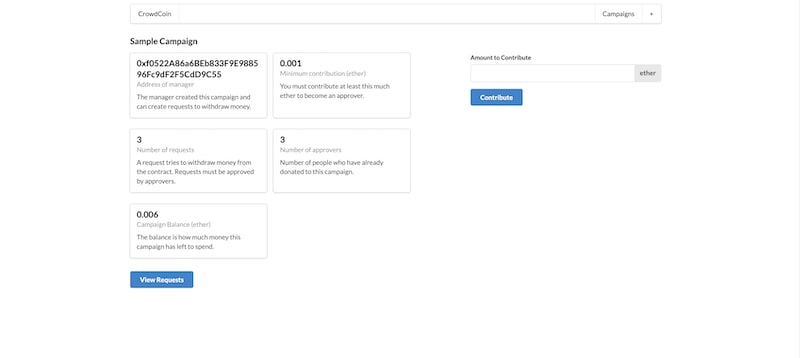 CrowdCoin
Campaigns
+
Sample Campaign
0xf0522A86a6BEb833F9E9885
96Fc9dF2F5CdD9C55
Address of manager
The manager created this campaign and
can create requests to withdraw money.
0.001
Minimum contribution (ether)
You must contribute at least this much
ether to become an approver.
3
Number of requests
A request tries to withdraw money from
the contract. Requests must be approved
by approvers.
3
Number of approvers
Number of people who have already
donated to this campaign.
0.006
Campaign Balance (ether)
The balance is how much money this
campaign has left to spend.
View Requests
Amount to Contribute
ether
Contribute